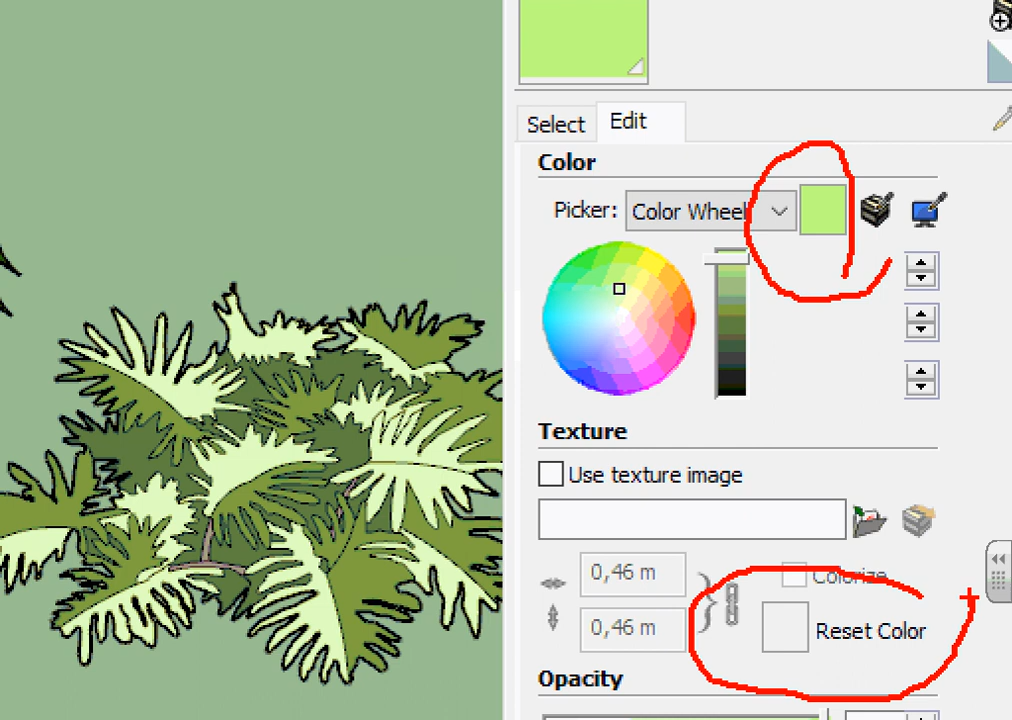 Select Edit
Color
Picker: Color Wheel
Texture
Use texture image
0,46 m Colorize
0,46 m Reset Color
Opacity